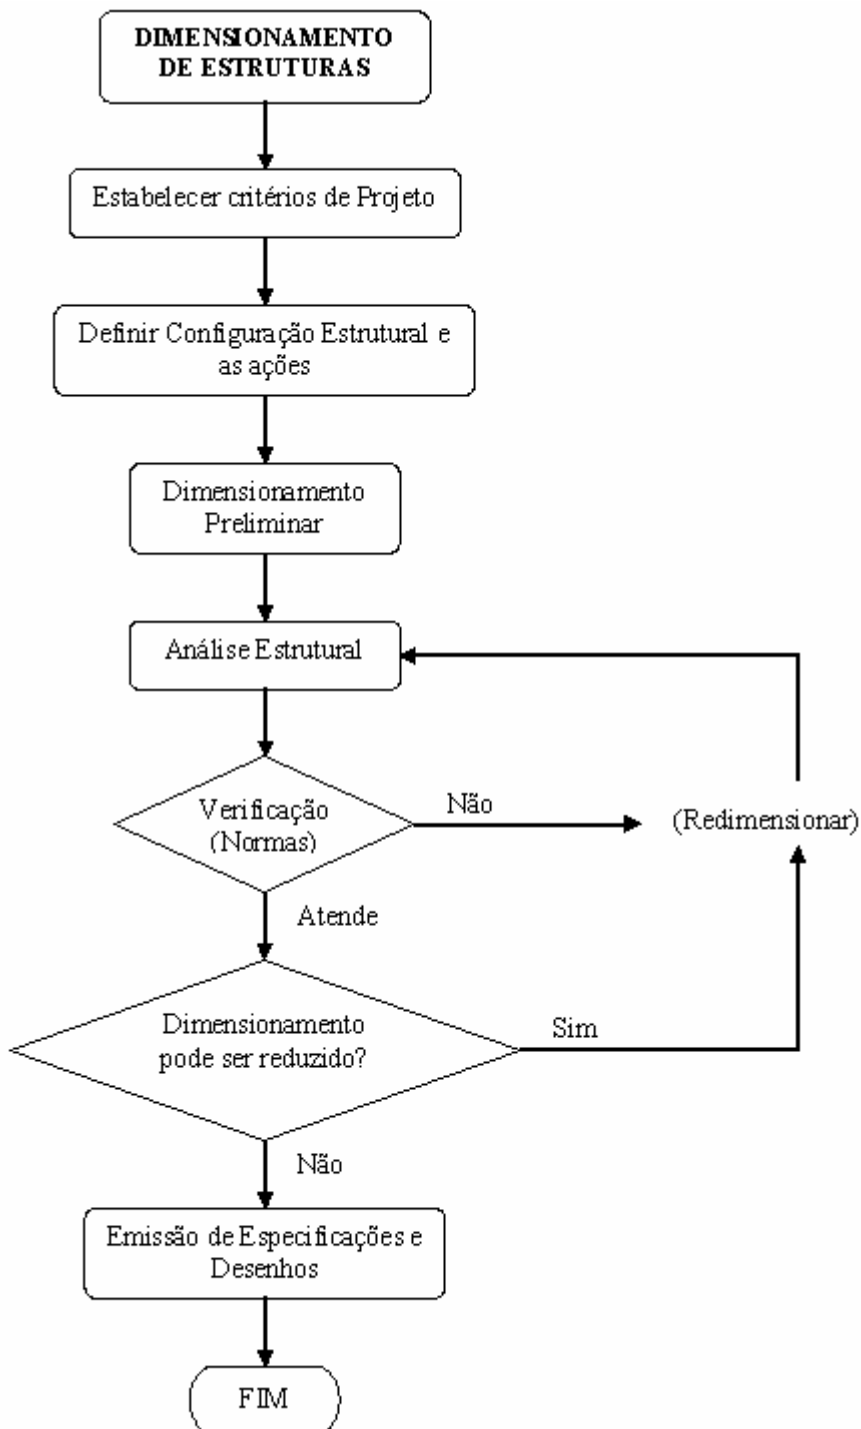 DIMENSIONAMENTO
DE ESTRUTURAS
Estabelecer critérios de Projeto
Definir Configuração Estrutural e
as ações
Dimensionamento
Preliminar
Análise Estrutural
Verificação
(Normas)
Não
(Redimensionar)
Atende
Dimensionamento
pode ser reduzido?
Sim
Não
Emissão de Especificações e
Desenhos
FIM